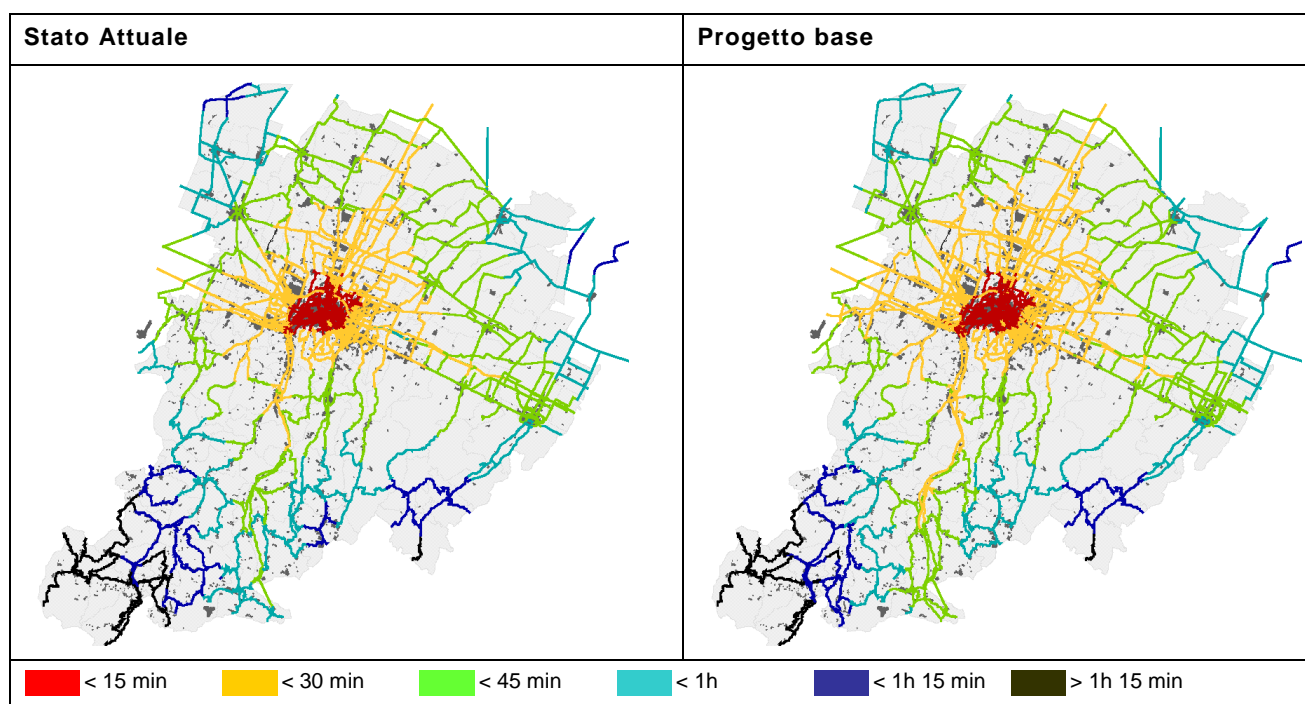 Stato Attuale
Progetto base
< 15 min
< 30 min
< 45 min
< 1h
< 1h 15 min
> 1h 15 min